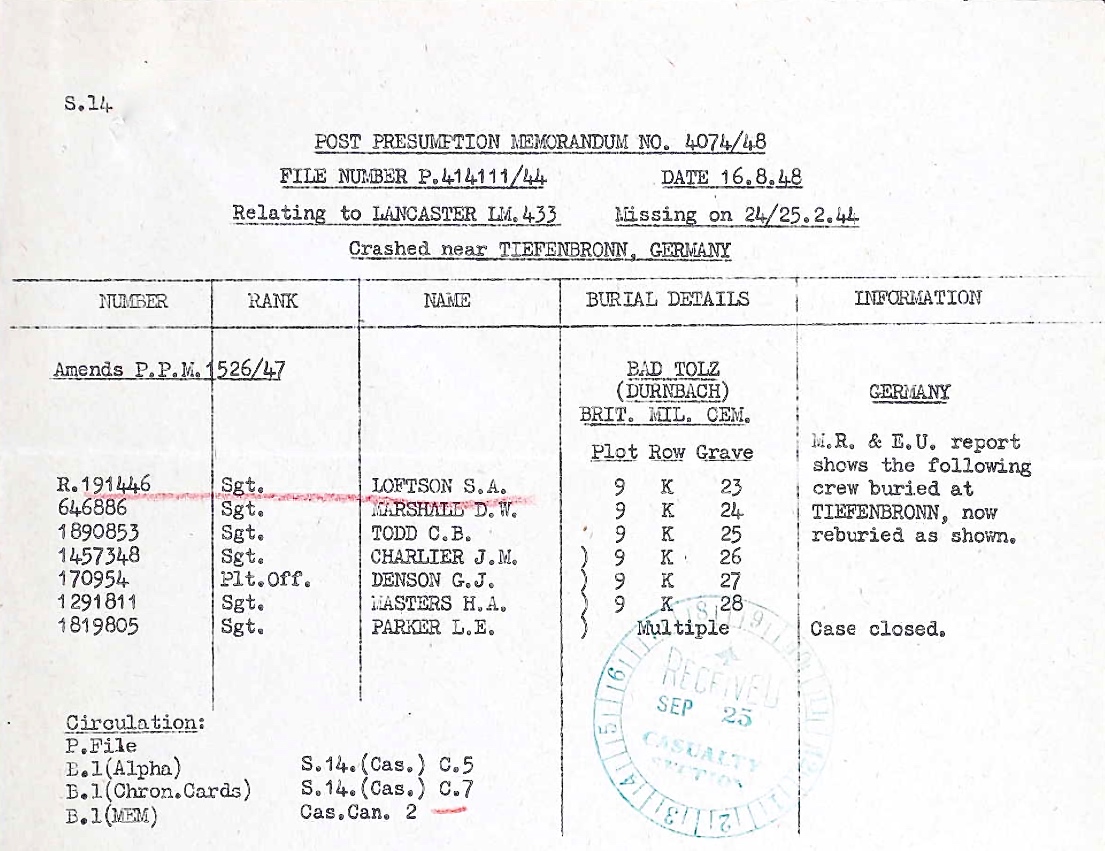 S.14
POST PRESUMPTION MEMORANDUM NO. 4074/48
FILE NUMBER P.414111/44 DATE 16.8.48
Relating to LANCASTER LM.433 Missing on 24/25.2.44
Crashed near TIEFENBRONN, GERMANY
NUMBER RANK NAME BURIAL DETAILS INFORMATION
Amends P.P.M.1526/47
BAD TOLZ
(DURNBACH)
BRIT. MIL. CEM.
Plot Row Grave
GERMANY
M.R. & E.U. report
shows the following
crew buried at
TIEFENBRONN, now
reburied as shown.
R.191446 Sgt. LOFTSON S.A. 9 K 23
646886 Sgt. MARSHALL D.W. 9 K 24
1890853 Sgt. TODD C.B. 9 K 25
1457348 Sgt. CHARLIER J.M. ) 9 K 26
170954 Plt.Off. DENSON G.J. ) 9 K 27
1291811 Sgt. MASTERS H.A. ) 9 K 28
1819805 Sgt. PARKER L.E. ) Multiple Case closed.
RECEIVED
SEP 25
CASUALTY
SECTION
Circulation:
P.File
B.1(Alpha) S.14.(Cas.) C.5
B.1(Chron.Cards) S.14.(Cas.) C.7
B.1(MEM) Cas.Can. 2